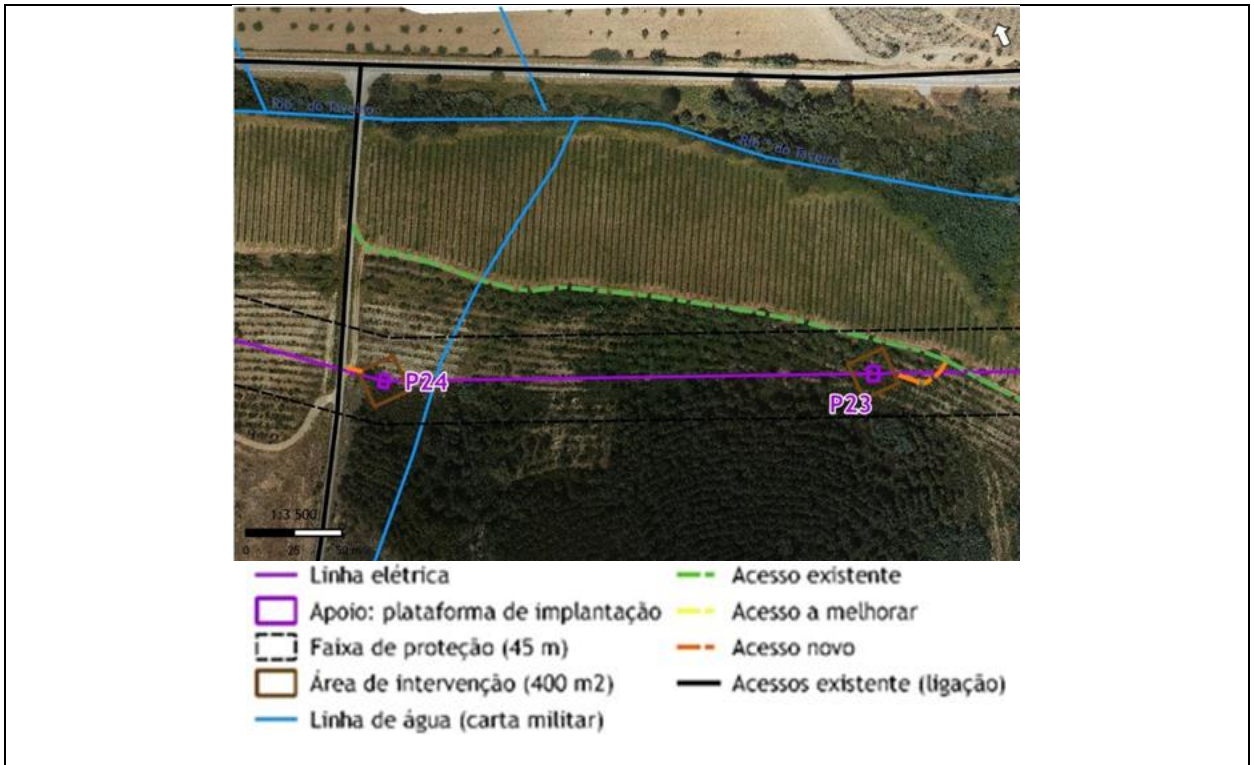 Rib.ª do Taveiro
Rib.ª do Taveiro
P24
P23
1:3 500
0 25 50 m
Linha elétrica
Apoio: plataforma de implantação
Faixa de proteção (45 m)
Área de intervenção (400 m2)
Linha de água (carta militar)
Acesso existente
Acesso a melhorar
Acesso novo
Acessos existente (ligação)